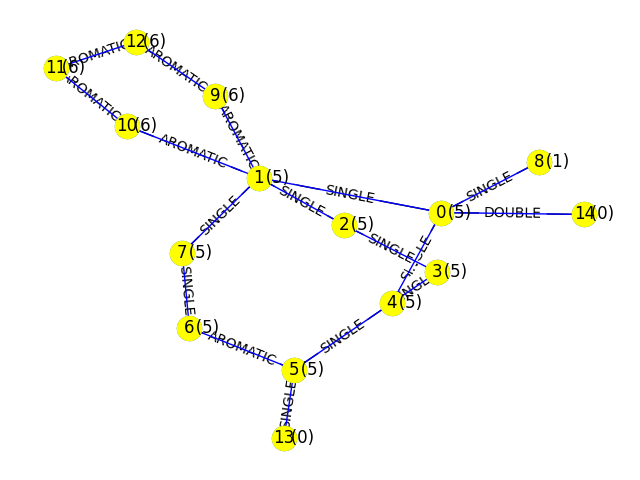 12(6)
11(6)
AROMATIC
AROMATIC
9(6)
AROMATIC
10(6)
AROMATIC
AROMATIC
8(1)
1(5)
SINGLE
SINGLE
SINGLE
SINGLE
0(5)
DOUBLE
14(0)
2(5)
SINGLE
7(5)
SINGLE
3(5)
SINGLE
SINGLE
4(5)
6(5)
AROMATIC
SINGLE
5(5)
SINGLE
13(0)